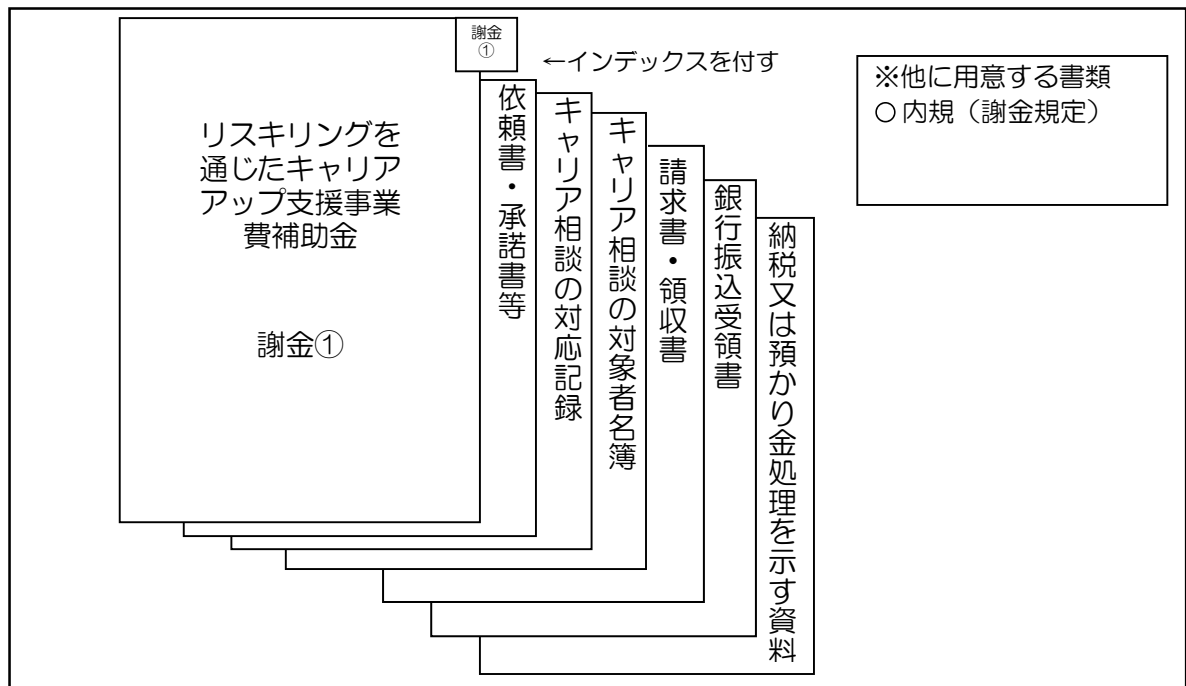 謝金
①
←インデックスを付す
リスキリングを
通じたキャリア
アップ支援事業
費補助金
謝金①
依頼書・承諾書等
キャリア相談の対応記録
キャリア相談の対象者名簿
請求書・領収書
銀行振込受領書
納税又は預かり金処理を示す資料
※他に用意する書類
○内規（謝金規定）